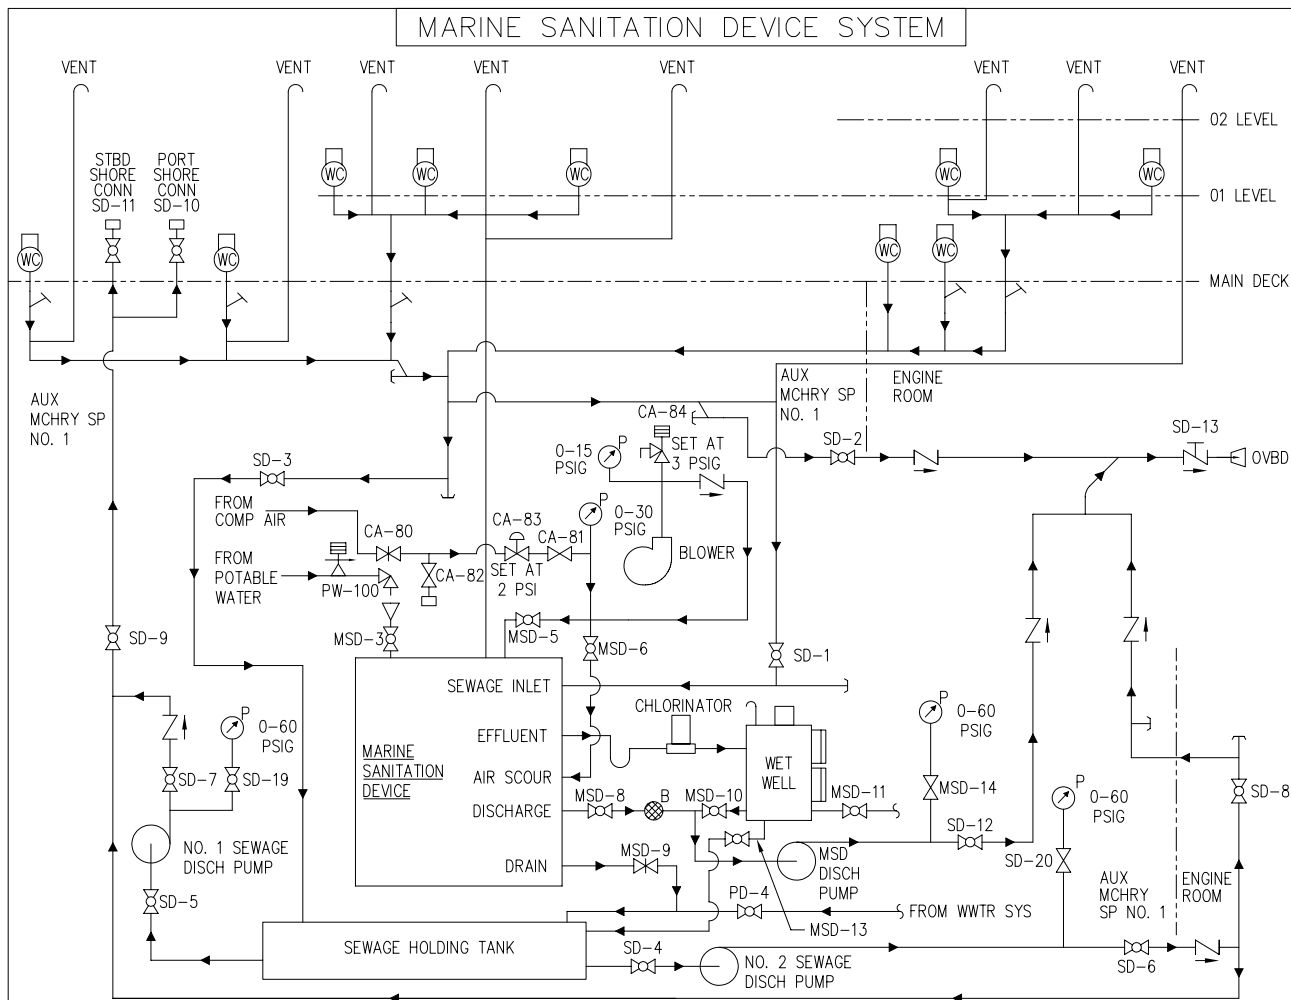 MARINE SANITATION DEVICE SYSTEM
VENT
VENT
VENT
VENT
VENT
VENT
VENT
VENT
02 LEVEL
STBD
SHORE
CONN
SD-11
PORT
SHORE
CONN
SD-10
WC
WC
WC
WC
WC
01 LEVEL
WC
WC
WC
WC
MAIN DECK
AUX
MCHRY SP
NO. 1
AUX
MCHRY SP
NO. 1
ENGINE
ROOM
CA-84
SD-2
SD-13
OVBD
SD-3
0-15
PSIG
P
SET AT
3 PSIG
FROM
COMP AIR
CA-80
CA-83
CA-81
P
0-30
PSIG
BLOWER
FROM
POTABLE
WATER
PW-100
CA-82
SET AT
2 PSI
MSD-3
MSD-5
MSD-6
SD-9
SD-1
SEWAGE INLET
CHLORINATOR
EFFLUENT
MARINE
SANITATION
DEVICE
AIR SCOUR
DISCHARGE
DRAIN
WET
WELL
P
0-60
PSIG
P
0-60
PSIG
P
0-60
PSIG
SD-7
SD-19
MSD-8
B
MSD-10
MSD-11
MSD-14
SD-8
NO. 1 SEWAGE
DISCH PUMP
MSD-9
MSD
DISCH
PUMP
SD-12
SD-20
SD-5
PD-4
FROM WWTR SYS
AUX
MCHRY
SP NO. 1
ENGINE
ROOM
MSD-13
SEWAGE HOLDING TANK
SD-4
NO. 2 SEWAGE
DISCH PUMP
SD-6